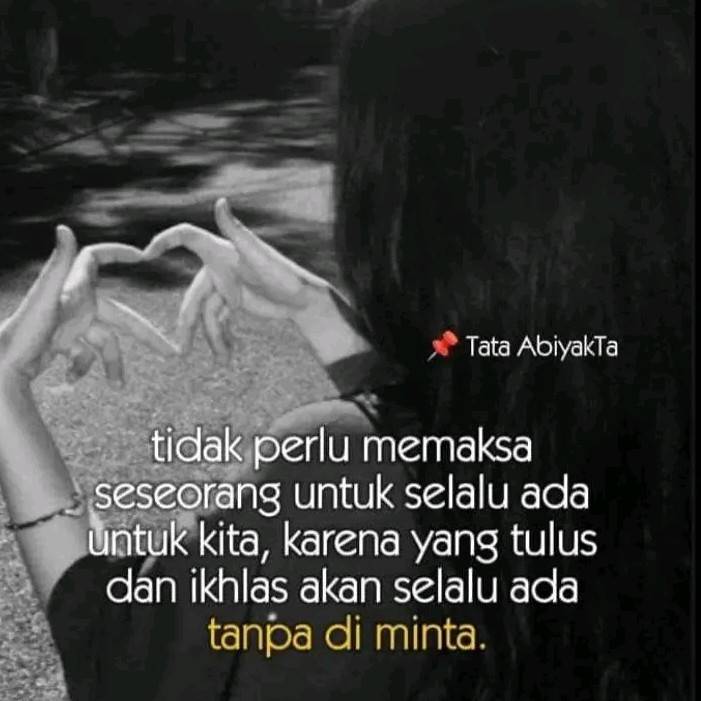 Tata AbiyakTa
tidak perlu memaksa
seseorang untuk selalu ada
untuk kita, karena yang tulus
dan ikhlas akan selalu ada
tanpa di minta.